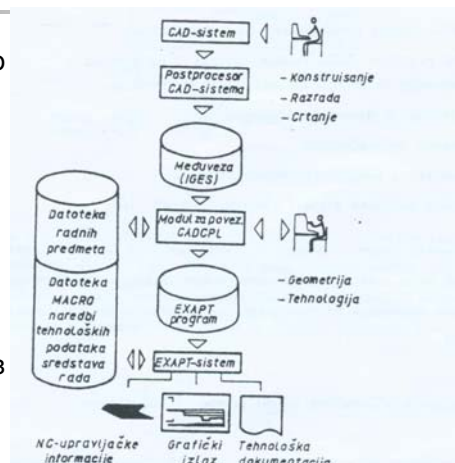 CAD-sistem
Postprocesor
CAD-sistema
- Konstruisanje
- Razrada
- Crtanje
Međuveza
(IGES)
Datoteka
radnih
predmeta
Modul za povez.
CADCPL
- Geometrija
- Tehnologija
Datoteka
MACRO
naredbi
tehnoloških
podataka
sredstava
rada
EXAPT
program
EXAPT-sistem
NC-upravljačke
informacije
Grafički
izlaz
Tehnološka
dokumentacija